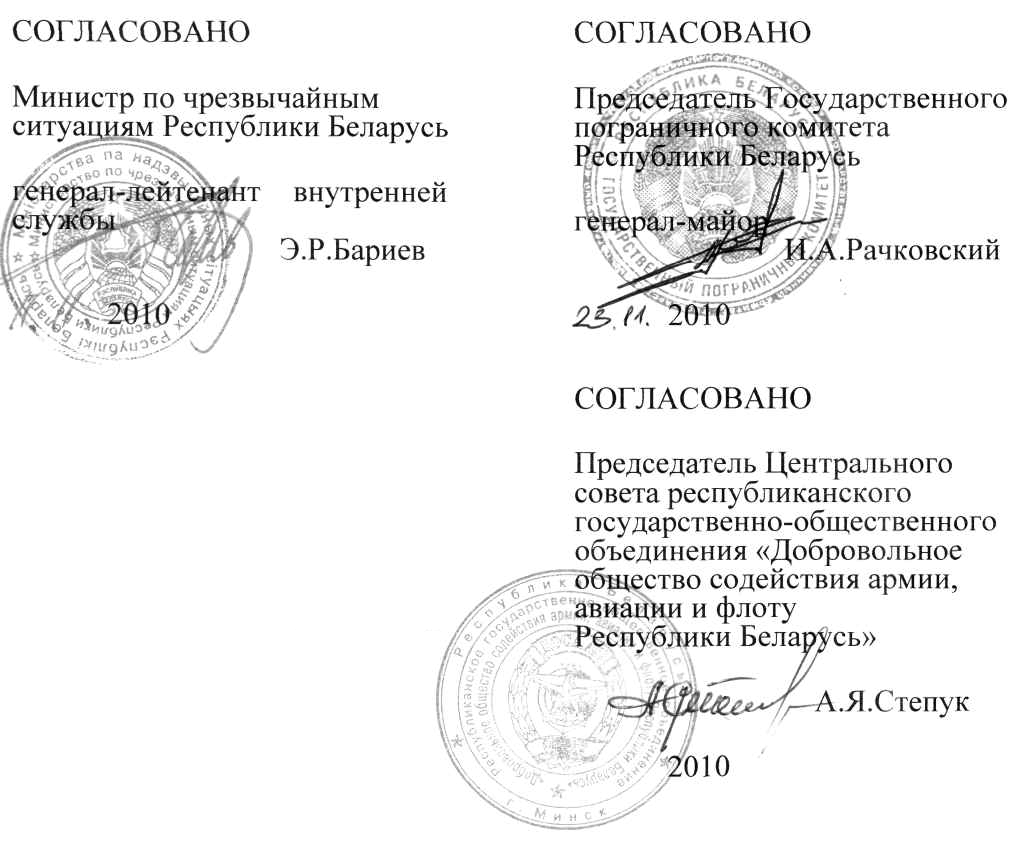 СОГЛАСОВАНО
Министр по чрезвычайным
ситуациям Республики Беларусь
генерал-лейтенант внутренней
службы
Э.Р.Бариев
2010
СОГЛАСОВАНО
Председатель Государственного
пограничного комитета
Республики Беларусь
генерал-майор
И.А.Рачковский
23.11. 2010
СОГЛАСОВАНО
Председатель Центрального
совета республиканского
государственно-общественного
объединения «Добровольное
общество содействия армии,
авиации и флоту
Республики Беларусь»
А.Я.Степук
2010
г. Минск